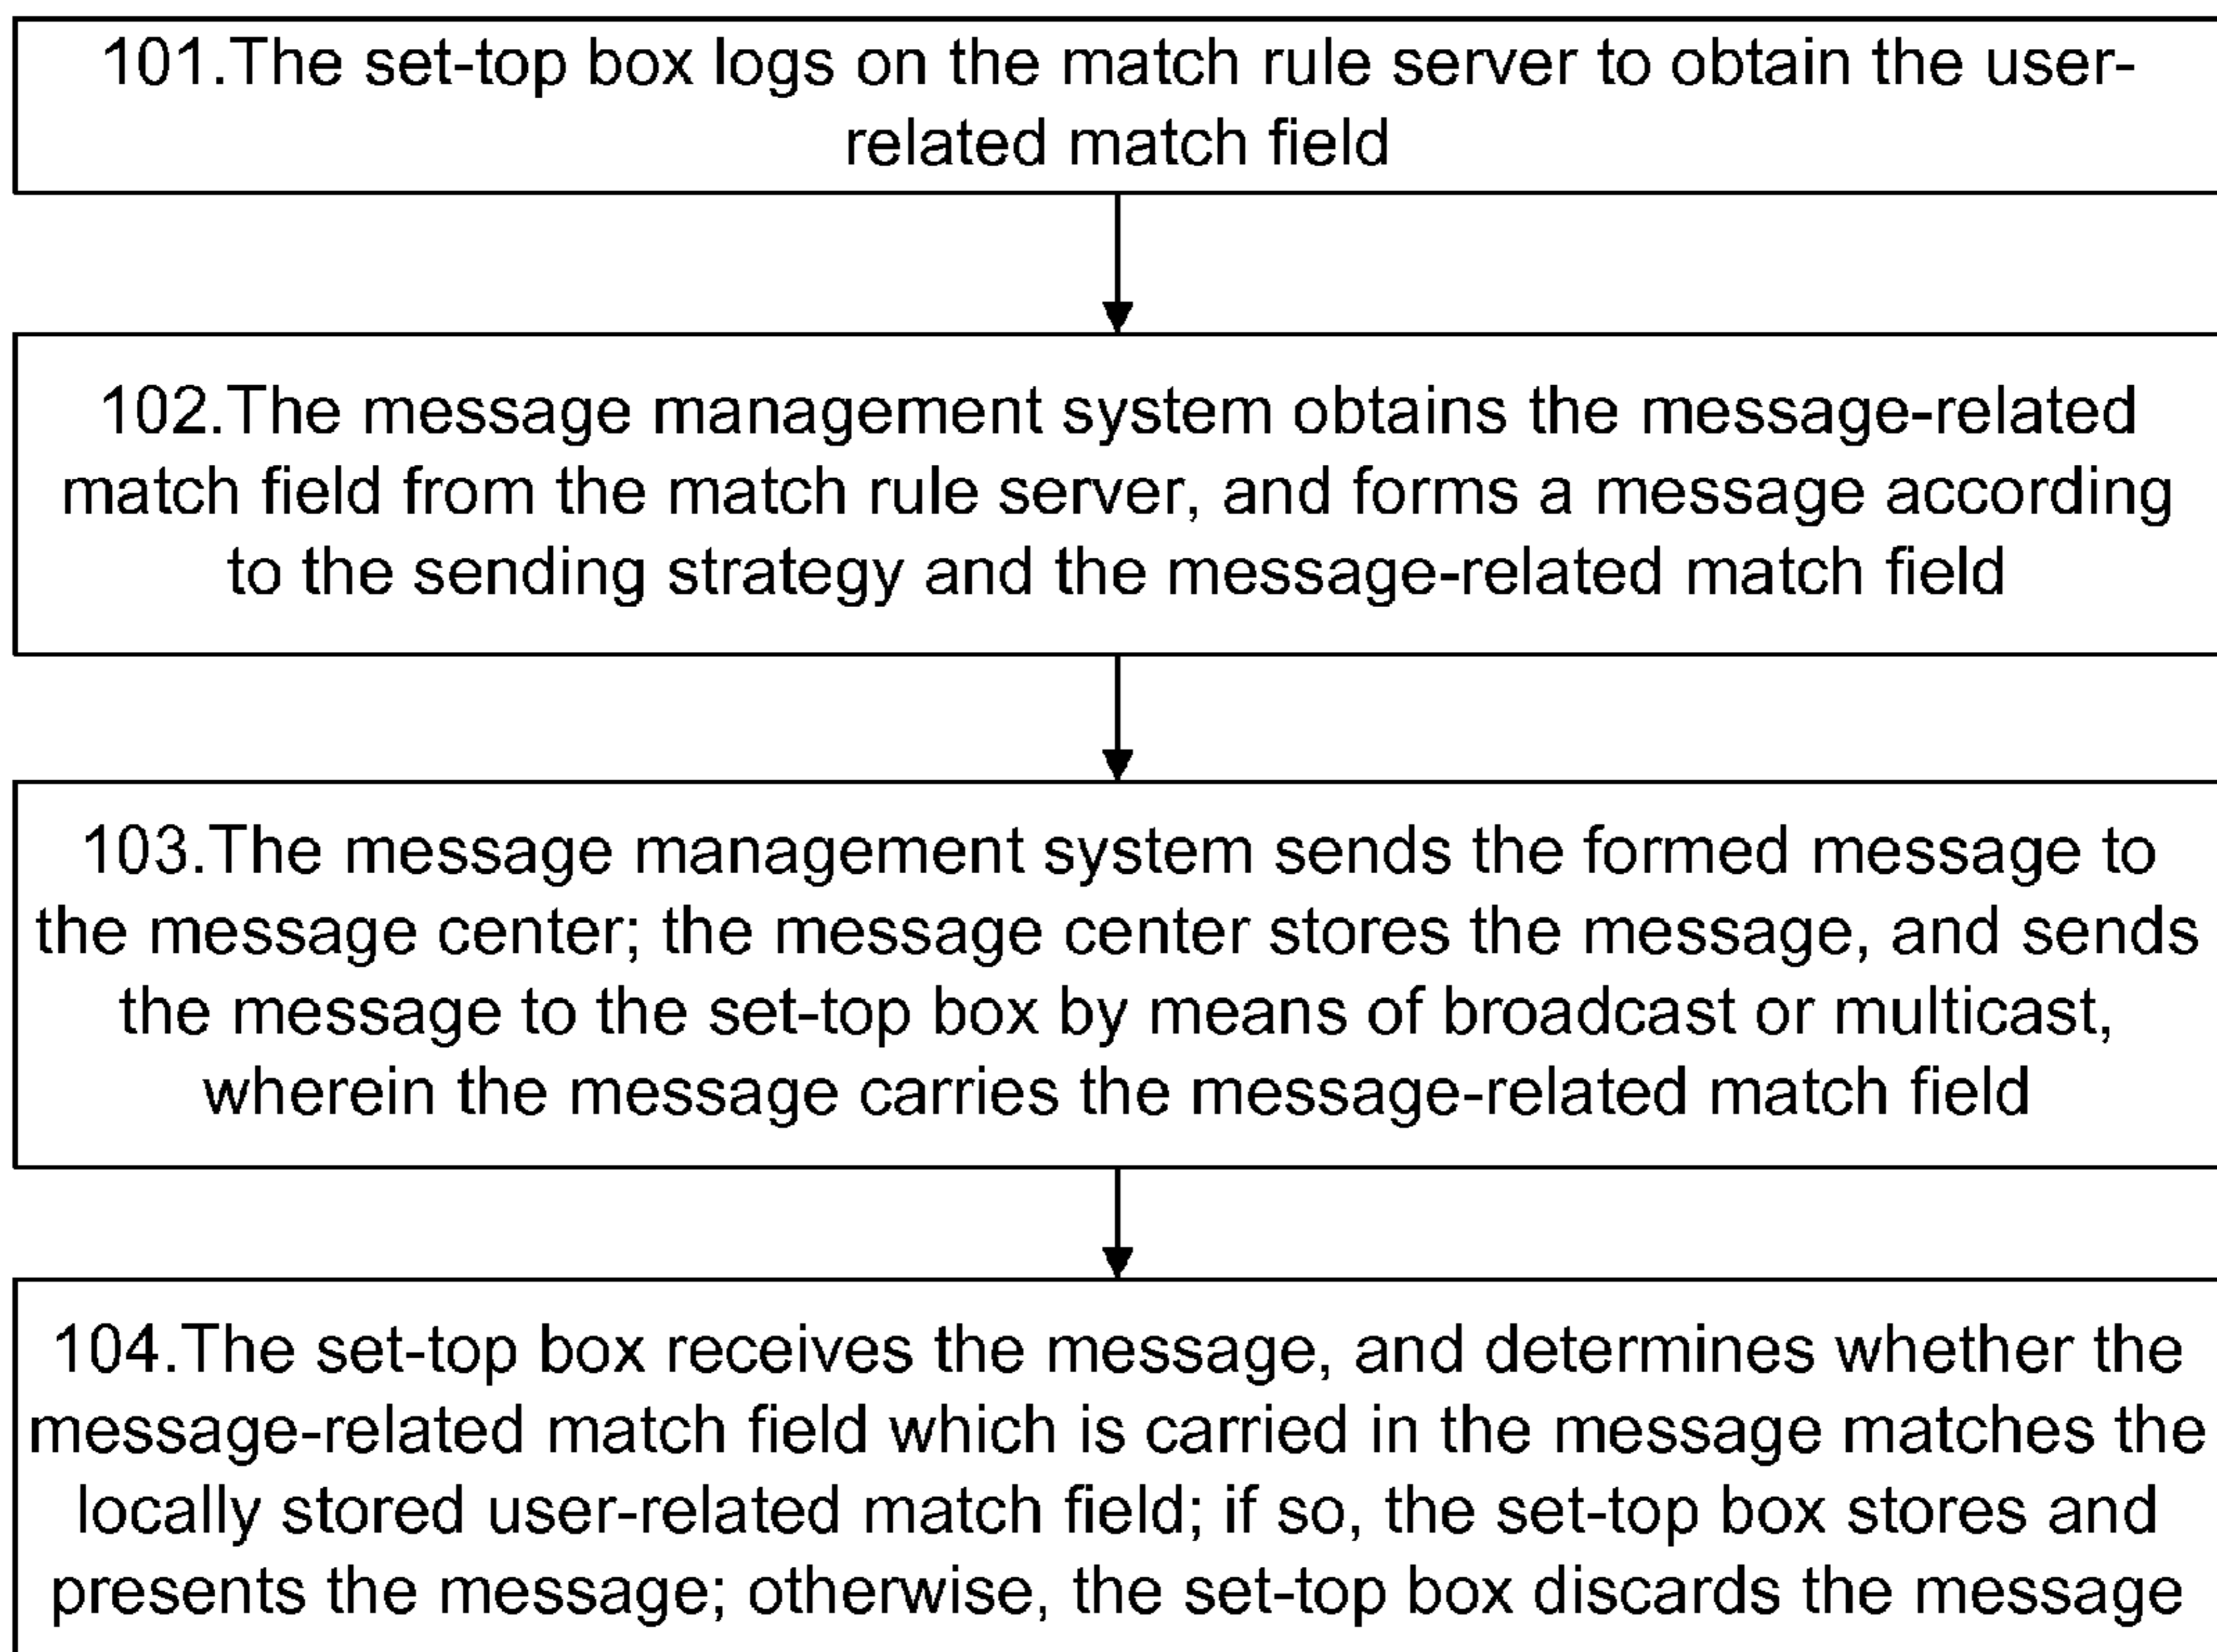 101.The set-top box logs on the match rule server to obtain the user-
related match field
102.The message management system obtains the message-related
match field from the match rule server, and forms a message according
to the sending strategy and the message-related match field
103.The message management system sends the formed message to
the message center; the message center stores the message, and sends
the message to the set-top box by means of broadcast or multicast,
wherein the message carries the message-related match field
104.The set-top box receives the message, and determines whether the
message-related match field which is carried in the message matches the
locally stored user-related match field; if so, the set-top box stores and
presents the message; otherwise, the set-top box discards the message